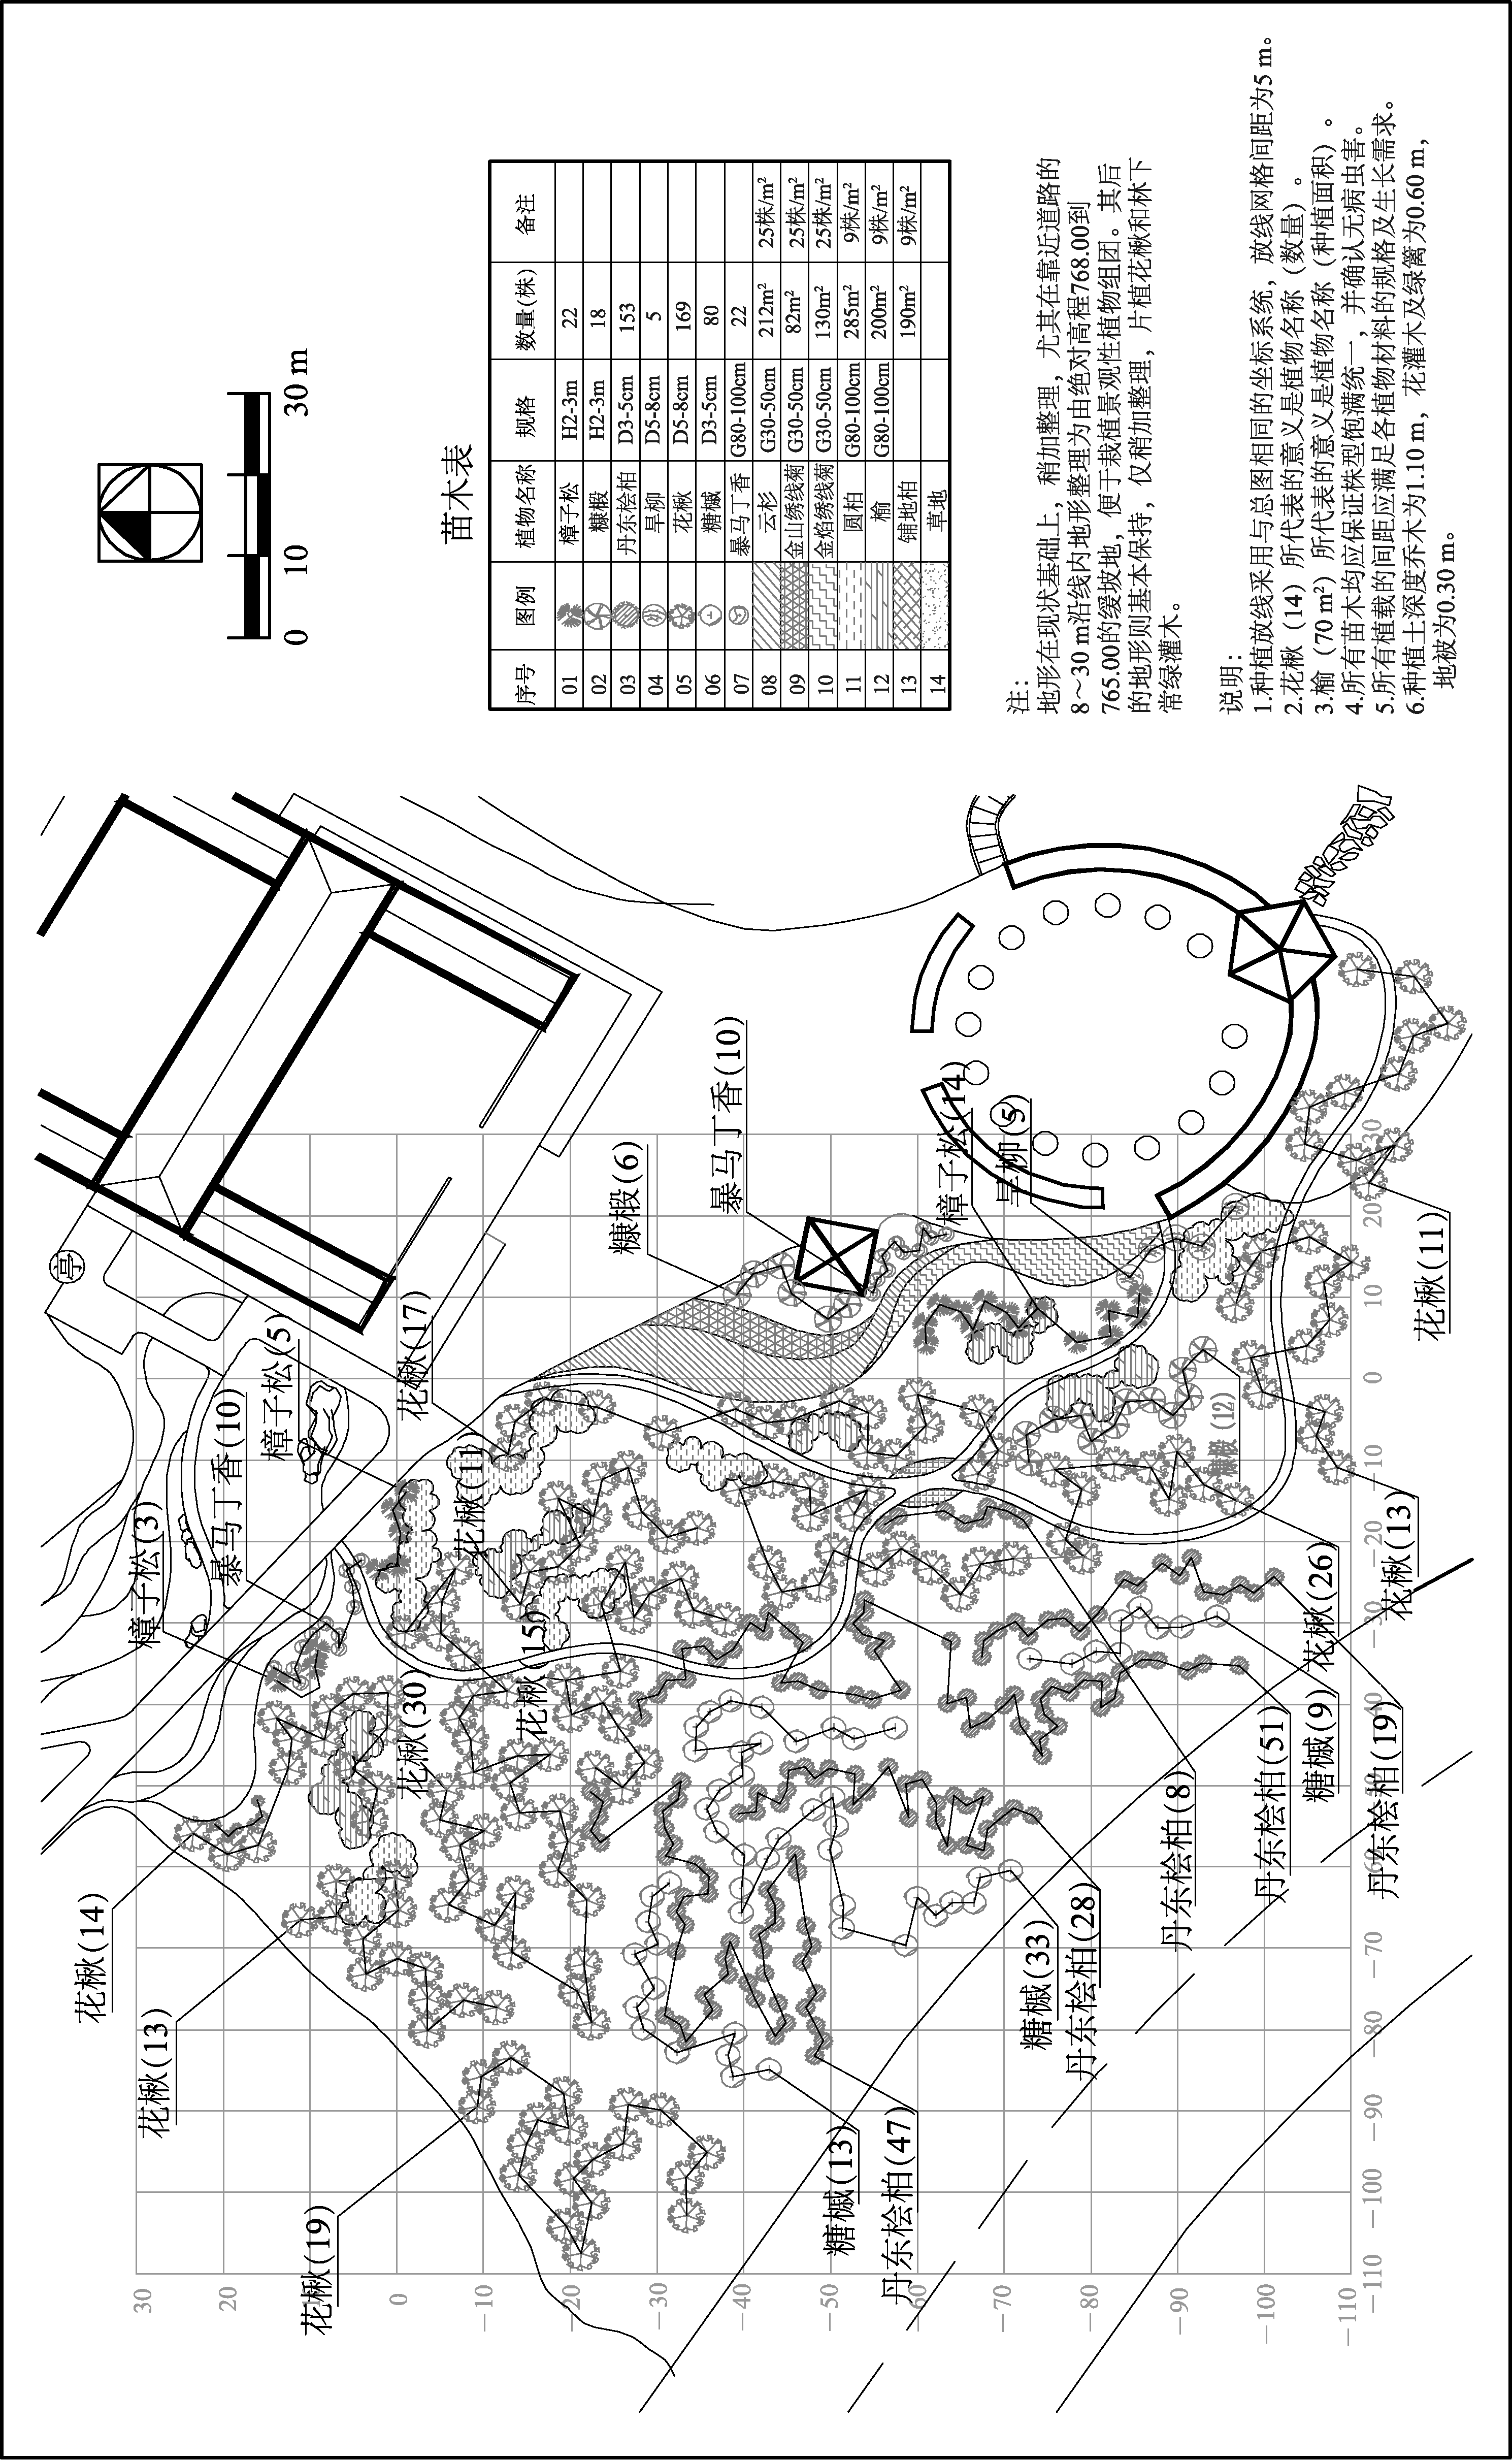 0
10
30 m
苗木表
序号 图例 植物名称 规格 数量(株) 备注
01 樟子松 H2-3m 22
02 糠椴 H2-3m 18
03 丹东桧柏 D3-5cm 153
04 旱柳 D5-8cm 5
05 花楸 D5-8cm 169
06 糖槭 D3-5cm 80
07 暴马丁香 G80-100cm 22
08 云杉 G30-50cm 212m² 25株/m²
09 金山绣线菊 G30-50cm 82m² 25株/m²
10 金焰绣线菊 G30-50cm 130m² 25株/m²
11 圆柏 G80-100cm 285m² 9株/m²
12 榆 G80-100cm 200m² 9株/m²
13 铺地柏 190m² 9株/m²
14 草地
注：
地形在现状基础上，稍加整理，尤其在靠近道路的
8～30 m沿线内地形整理为由绝对高程768.00到
765.00的缓坡地，便于栽植景观性植物组团。其后
的地形则基本保持，仅稍加整理，片植花楸和林下
常绿灌木。
说明：
1.种植放线采用与总图相同的坐标系统，放线网格间距为5 m。
2.花楸（14）所代表的意义是植物名称（数量）。
3.榆（70 m²）所代表的意义是植物名称（种植面积）。
4.所有苗木均应保证株型饱满统一，并确认无病虫害。
5.所有植载的间距应满足各植物材料的规格及生长需求。
6.种植土深度乔木为1.10 m，花灌木及绿篱为0.60 m，
地被为0.30 m。
亭
花楸(14)
花楸(13)
樟子松(3)
暴马丁香(10)
樟子松(5)
花楸(19)
花楸(17)
花楸(30)
花楸(11)
花楸(15)
糠椴(6)
暴马丁香(10)
樟子松(14)
旱柳(5)
糖槭(13)
丹东桧柏(47)
糖槭(33)
丹东桧柏(28)
丹东桧柏(8)
糠椴(12)
丹东桧柏(51)
糖槭(9)
花楸(26)
丹东桧柏(19)
花楸(13)
花楸(11)
30
20
0
－10
－20
－30
－40
－50
－60
－70
－80
－90
－100
－110
－110
－100
－90
－80
－70
－60
－40
－30
－20
－10
0
10
20
30